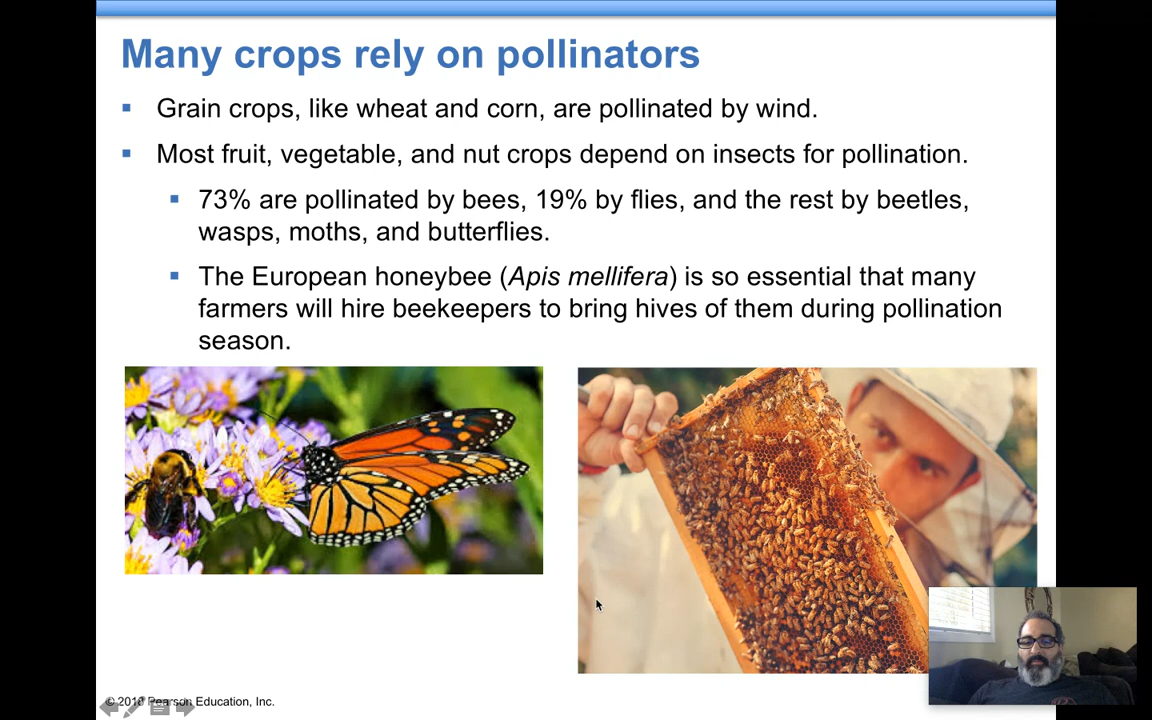 Many crops rely on pollinators
Grain crops, like wheat and corn, are pollinated by wind.
Most fruit, vegetable, and nut crops depend on insects for pollination.
73% are pollinated by bees, 19% by flies, and the rest by beetles,
wasps, moths, and butterflies.
The European honeybee (Apis mellifera) is so essential that many
farmers will hire beekeepers to bring hives of them during pollination
season.
© Pearson Education, Inc.